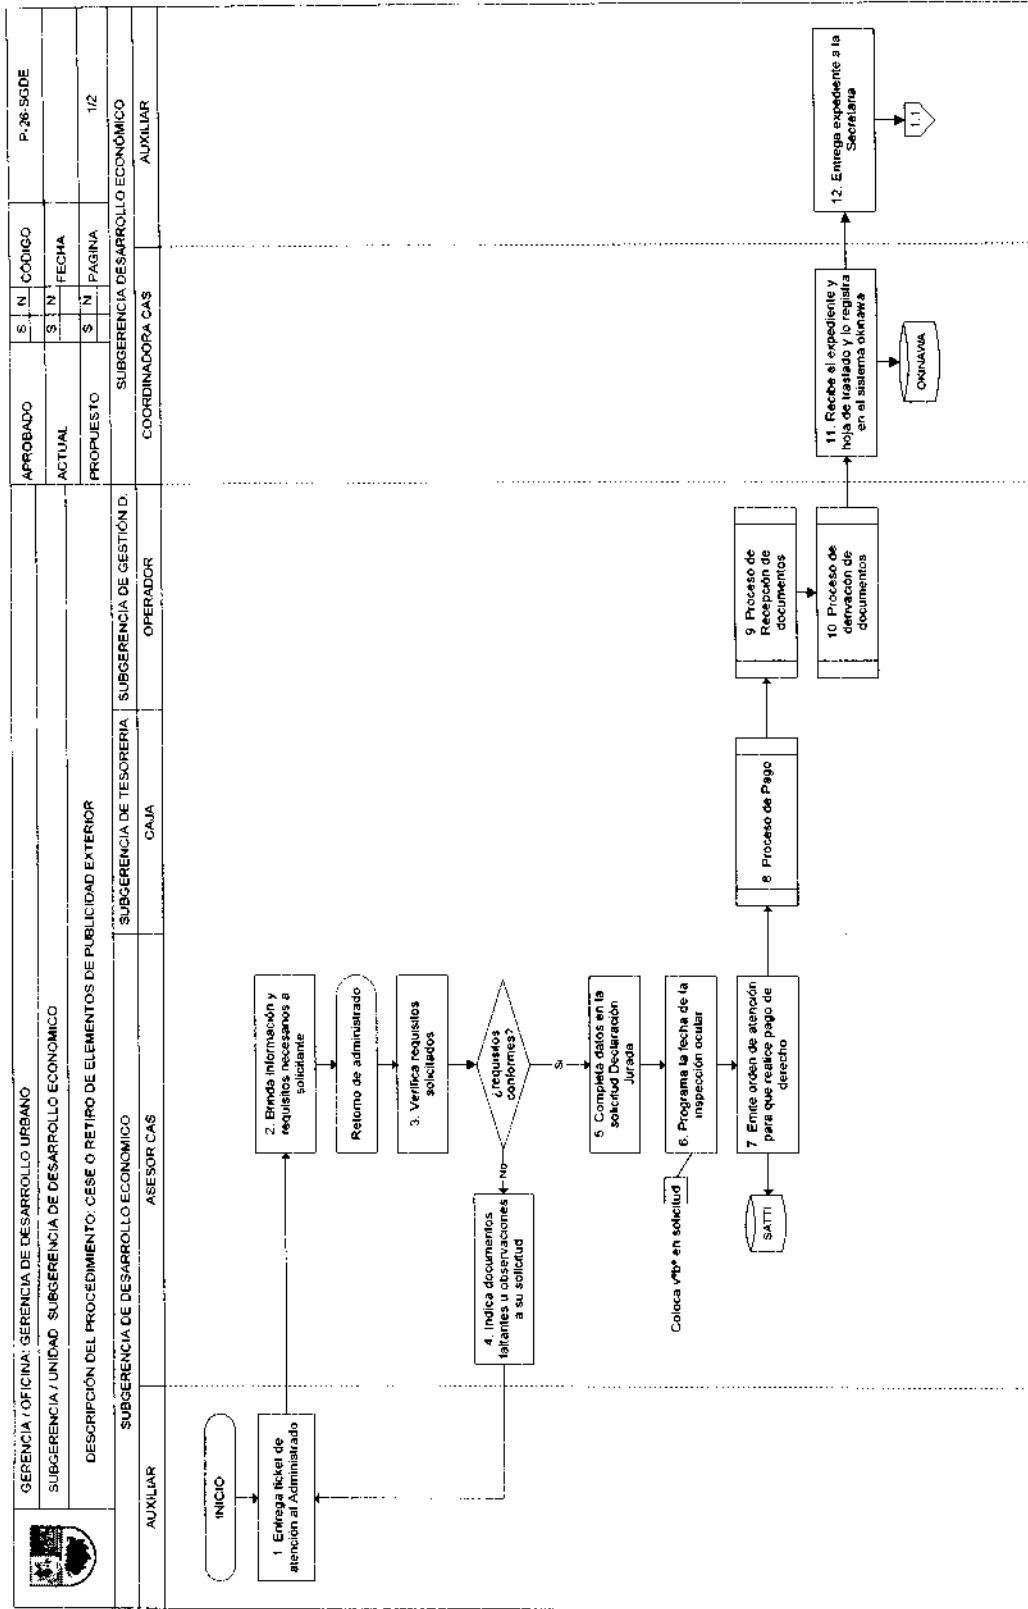 GERENCIA / OFICINA: GERENCIA DE DESARROLLO URBANO
APROBADO
S N
CÓDIGO
P-26-SGDE
SUBGERENCIA / UNIDAD SUBGERENCIA DE DESARROLLO ECONOMICO
ACTUAL
S N
FECHA
DESCRIPCIÓN DEL PROCEDIMIENTO: CESE O RETIRO DE ELEMENTOS DE PUBLICIDAD EXTERIOR
PROPUESTO
S N
PAGINA
1/2
SUBGERENCIA DE DESARROLLO ECONOMICO
SUBGERENCIA DE TESORERIA
SUBGERENCIA DE GESTIÓN D.
SUBGERENCIA DESARROLLO ECONÓMICO
AUXILIAR
ASESOR CAS
CAJA
OPERADOR
COORDINADORA CAS
AUXILIAR
INICIO
1 Entrega ticket de
atención al Administrado
2. Brinda información y
requisitos necesarios a
solicitante
Retorno de administrado
3. Verifica requisitos
solicitados
¿requisitos
conformes?
No
4. Indica documentos
faltantes u observaciones
a su solicitud
Si
5 Completa datos en la
solicitud Declaración
Jurada
6. Programa la fecha de la
inspección ocular
Coloca v°b° en solicitud
7 Emite orden de atención
para que realice pago de
derecho
SATTI
8 Proceso de Pago
9 Proceso de
Recepción de
documentos
10 Proceso de
derivación de
documentos
11. Recibe el expediente y
hoja de traslado y lo registra
en el sistema okinawa
OKINAWA
12. Entrega expediente a la
Secretaria
1.1